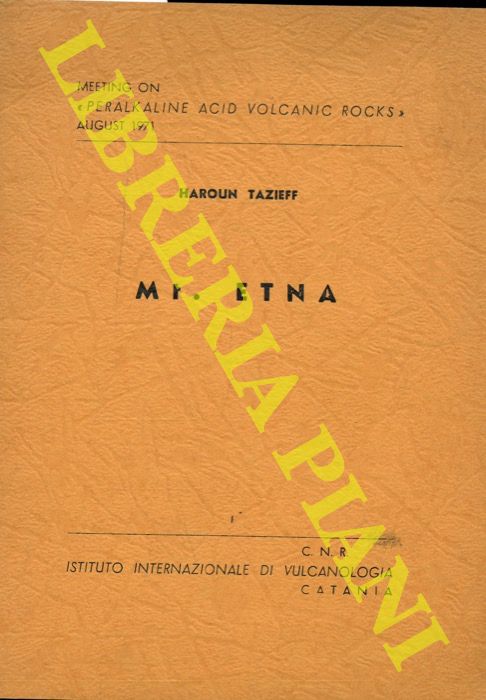 MEETING ON
«PERALKALINE ACID VOLCANIC ROCKS»
AUGUST 1971
HAROUN TAZIEFF
Mt. ETNA
C. N. R.
ISTITUTO INTERNAZIONALE DI VULCANOLOGIA
CATANIA
LIBRERIA PIANI